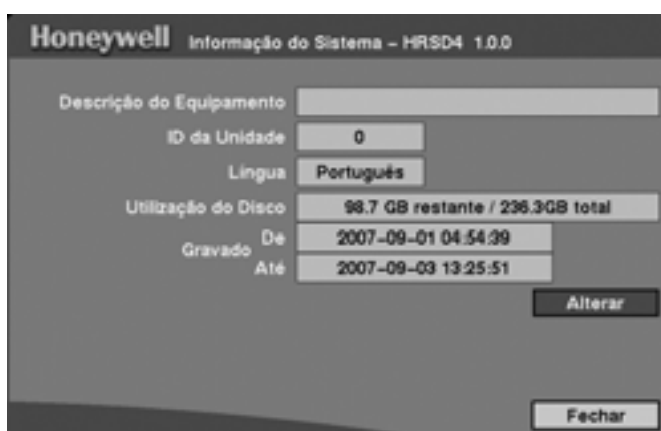 Honeywell Informação do Sistema – HRSD4 1.0.0
Descrição do Equipamento
ID da Unidade 0
Língua Português
Utilização do Disco 98.7 GB restante / 236.3GB total
Gravado De 2007-09-01 04:54:39
Até 2007-09-03 13:25:51
Alterar
Fechar